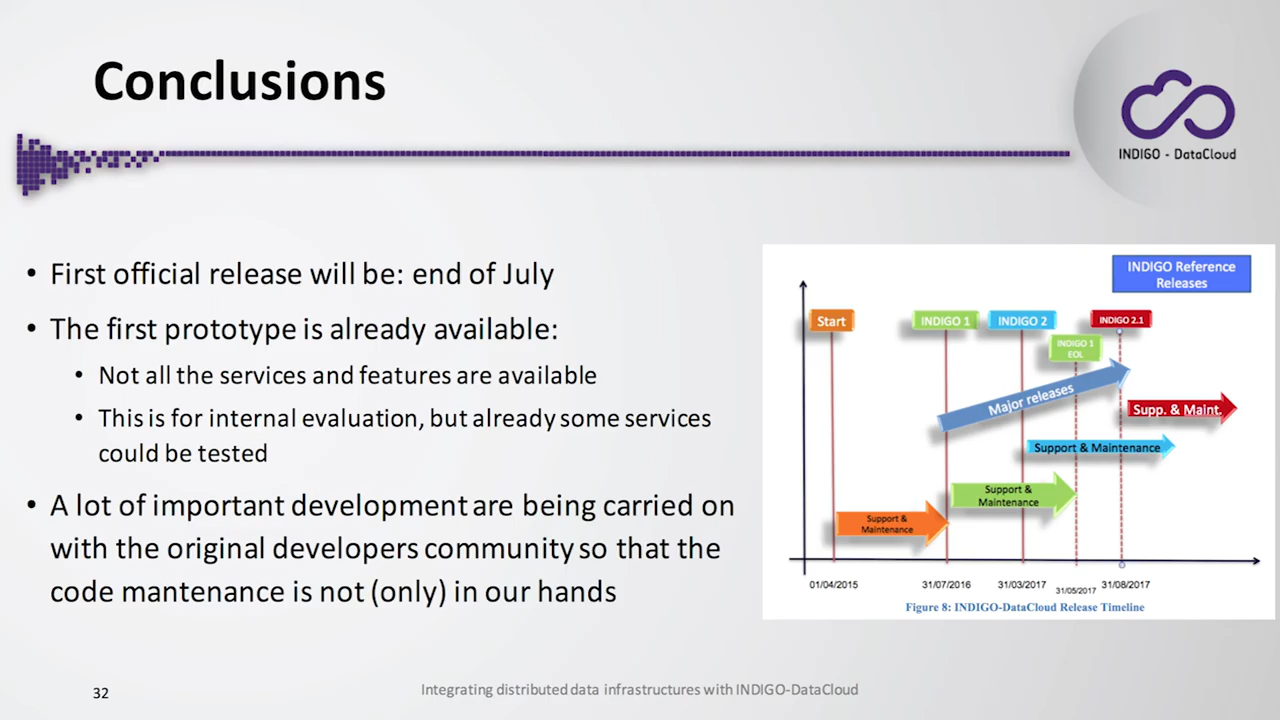 Conclusions
INDIGO - DataCloud
• First official release will be: end of July
• The first prototype is already available:
• Not all the services and features are available
• This is for internal evaluation, but already some services
could be tested
• A lot of important development are being carried on
with the original developers community so that the
code mantenance is not (only) in our hands
INDIGO Reference
Releases
Start
INDIGO 1
INDIGO 2
INDIGO 2.1
INDIGO 1
EOL
Major releases
Supp. & Maint.
Support & Maintenance
Support &
Maintenance
Support &
Maintenance
01/04/2015
31/07/2016
31/03/2017
31/05/2017
31/08/2017
Figure 8: INDIGO-DataCloud Release Timeline
32
Integrating distributed data infrastructures with INDIGO-DataCloud